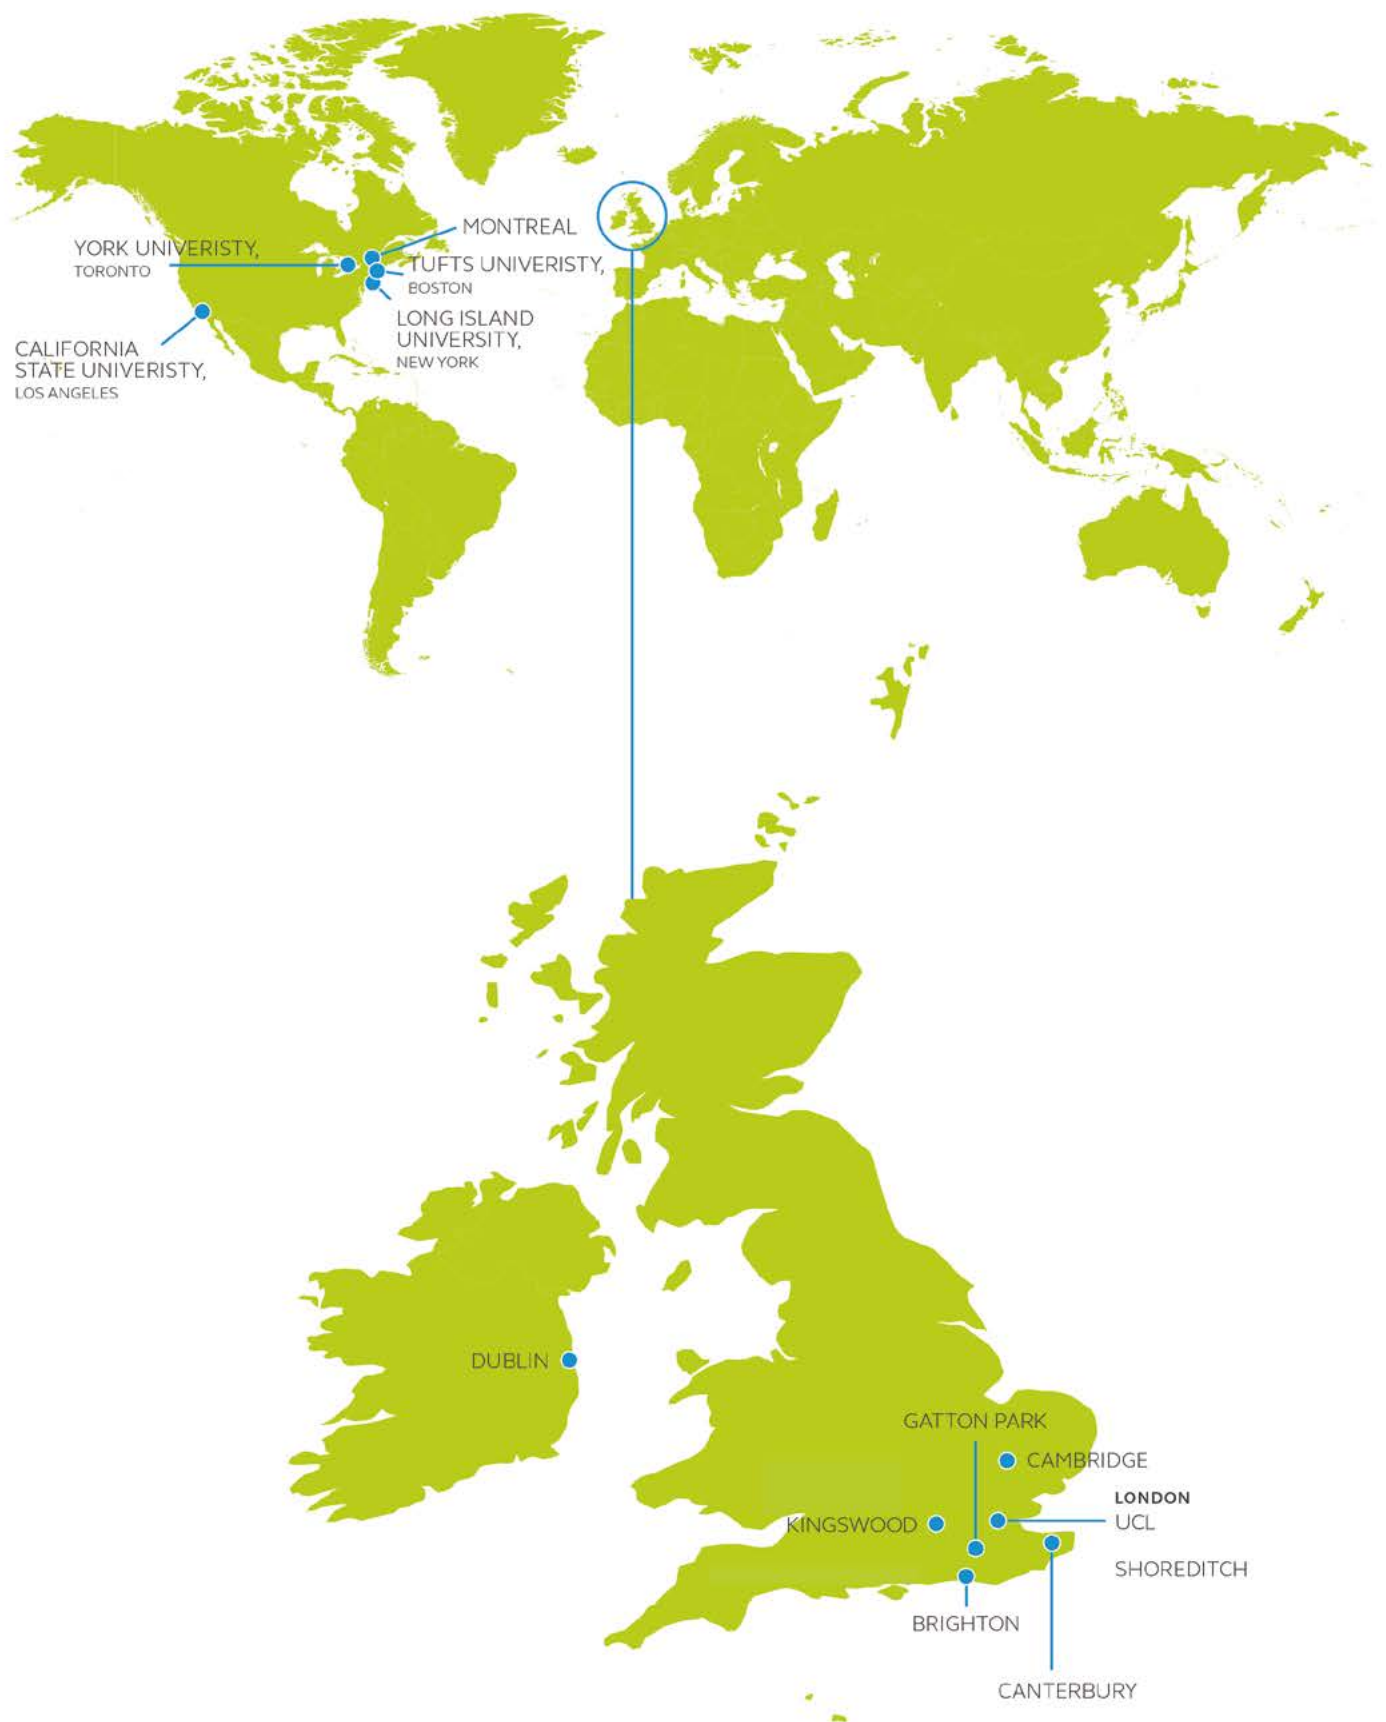 MONTREAL
YORK UNIVERISTY,
TORONTO
TUFTS UNIVERISTY,
BOSTON
LONG ISLAND
UNIVERSITY,
NEW YORK
CALIFORNIA
STATE UNIVERISTY,
LOS ANGELES
DUBLIN
GATTON PARK
CAMBRIDGE
LONDON
UCL
KINGSWOOD
SHOREDITCH
BRIGHTON
CANTERBURY